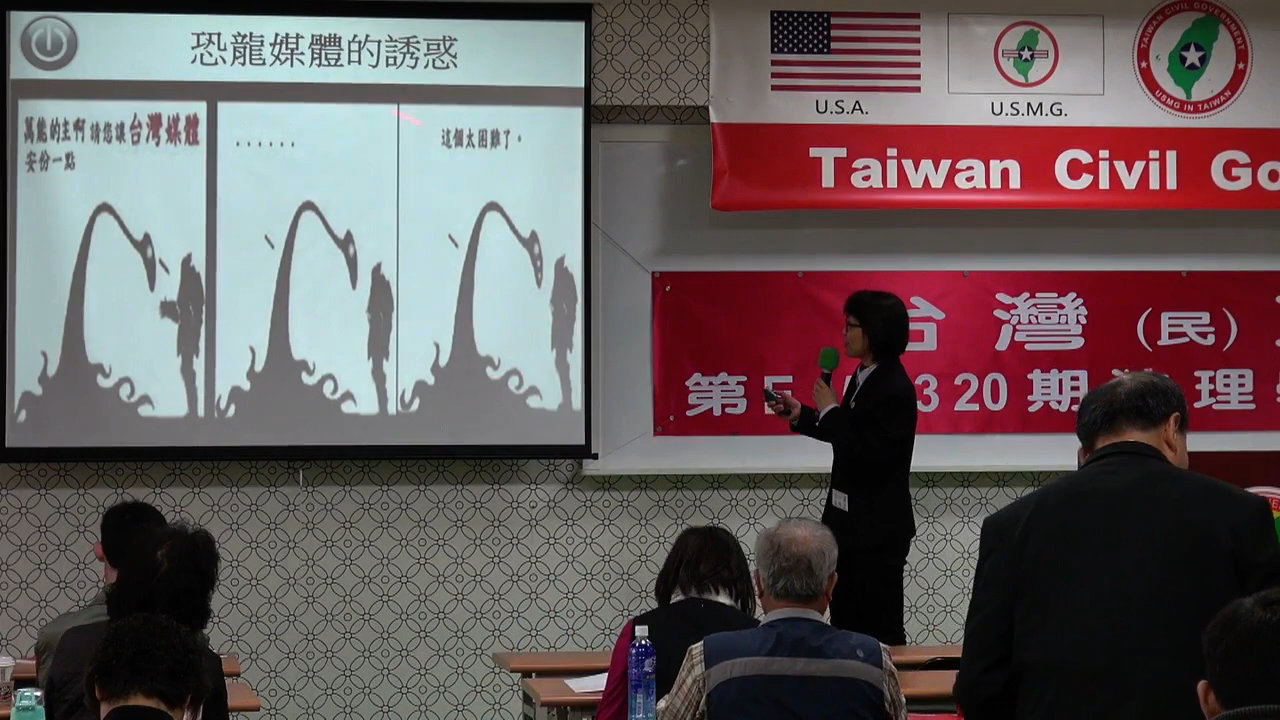 恐龍媒體的誘惑
萬能的主啊請您讓台灣媒體
安份一點
......
這個太困難了。
U.S.A.
U.S.M.G.
TAIWAN CIVIL GOVERNMENT
USMG IN TAIWAN
Taiwan Civil Go
台灣(民)
第 320期 理